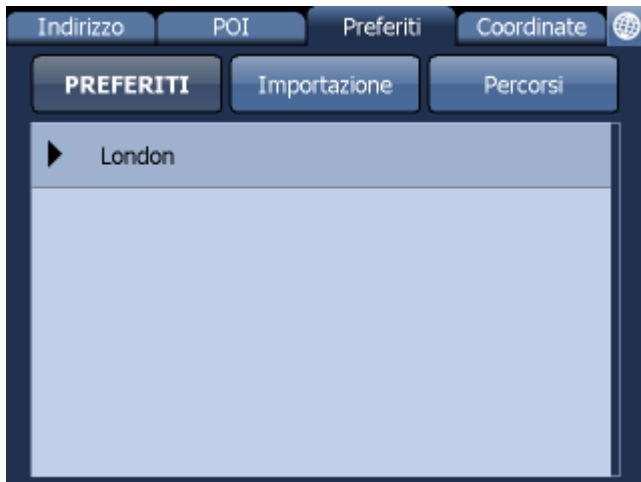 Indirizzo POI Preferiti Coordinate
PREFERITI Importazione Percorsi
London